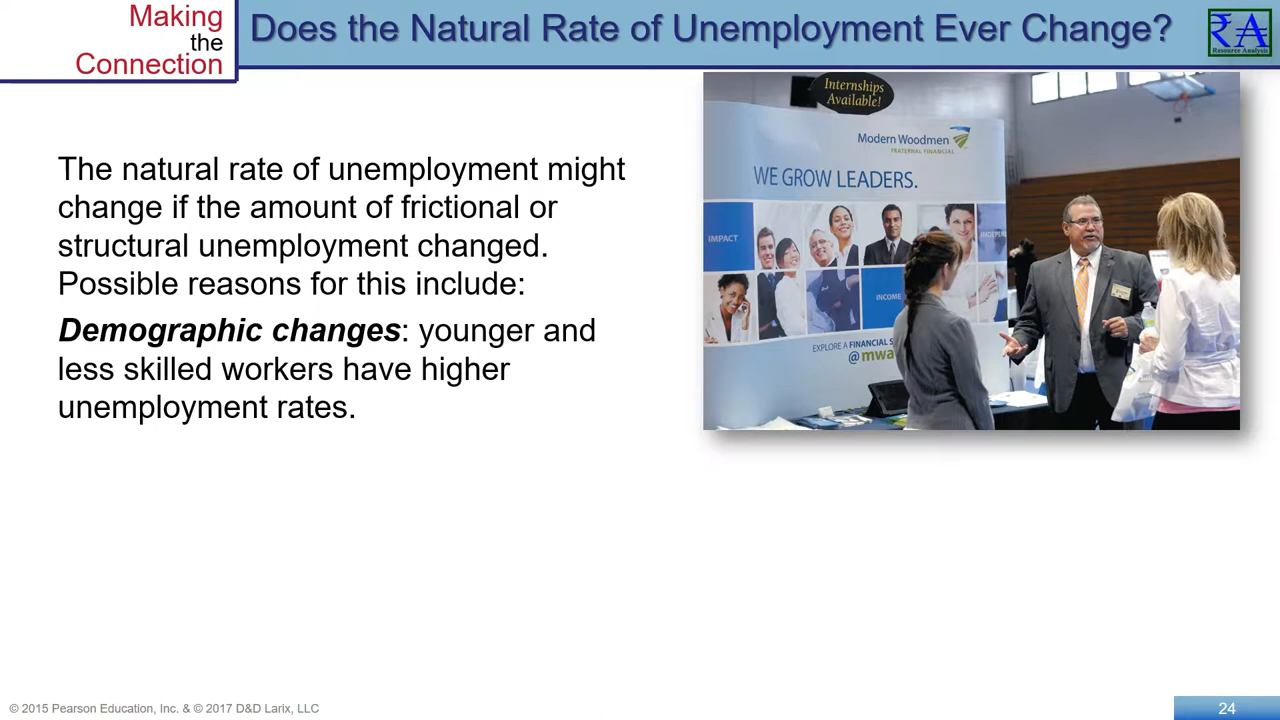 Making
the
Connection
Does the Natural Rate of Unemployment Ever Change?
₹A
Resource Analysis
The natural rate of unemployment might
change if the amount of frictional or
structural unemployment changed.
Possible reasons for this include:
Demographic changes: younger and
less skilled workers have higher
unemployment rates.
Internships
Available!
Modern Woodmen
FRATERNAL FINANCIAL
WE GROW LEADERS.
IMPACT
INCOME
@mwa
© 2015 Pearson Education, Inc. & © 2017 D&D Larix, LLC
24